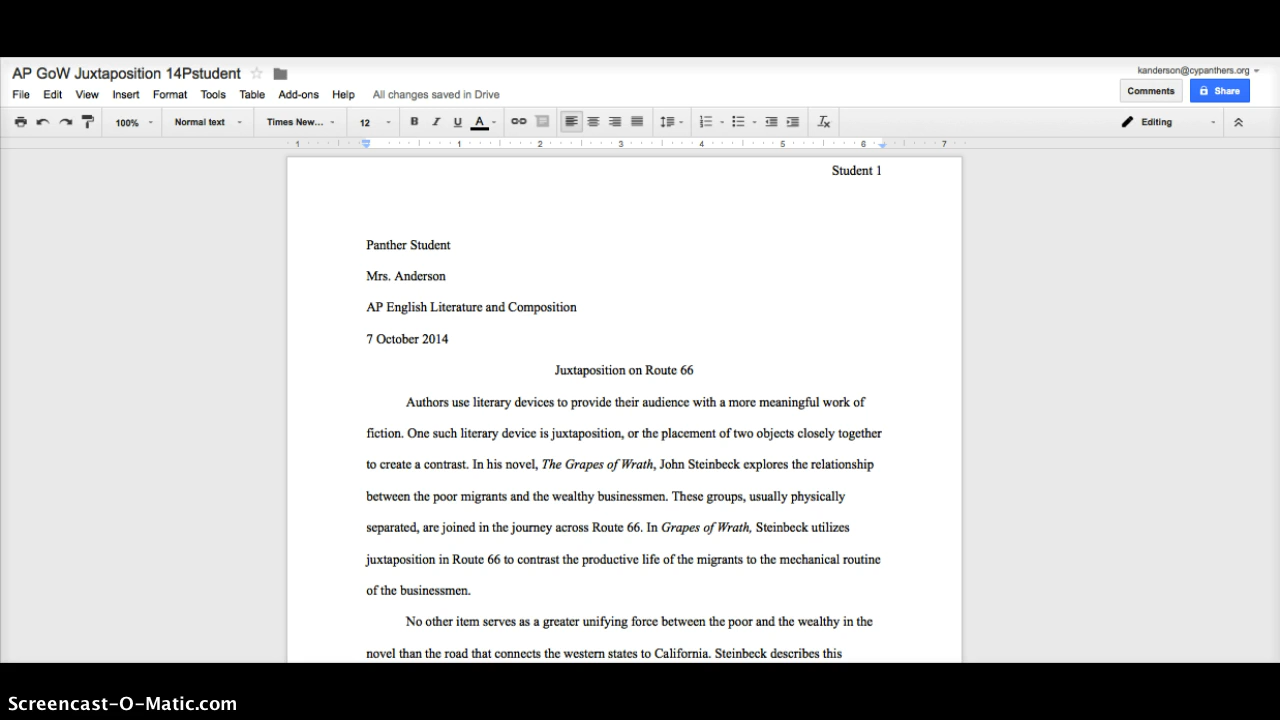 AP GoW Juxtaposition 14Pstudent
kanderson@cypanthers.org
File Edit View Insert Format Tools Table Add-ons Help All changes saved in Drive
Comments Share
100% Normal text Times New... 12 B I U A Editing
1 1 2 3 4 5 6 7
Student 1
Panther Student
Mrs. Anderson
AP English Literature and Composition
7 October 2014
Juxtaposition on Route 66
Authors use literary devices to provide their audience with a more meaningful work of
fiction. One such literary device is juxtaposition, or the placement of two objects closely together
to create a contrast. In his novel, The Grapes of Wrath, John Steinbeck explores the relationship
between the poor migrants and the wealthy businessmen. These groups, usually physically
separated, are joined in the journey across Route 66. In Grapes of Wrath, Steinbeck utilizes
juxtaposition in Route 66 to contrast the productive life of the migrants to the mechanical routine
of the businessmen.
No other item serves as a greater unifying force between the poor and the wealthy in the
novel than the road that connects the western states to California. Steinbeck describes this
Screencast-O-Matic.com